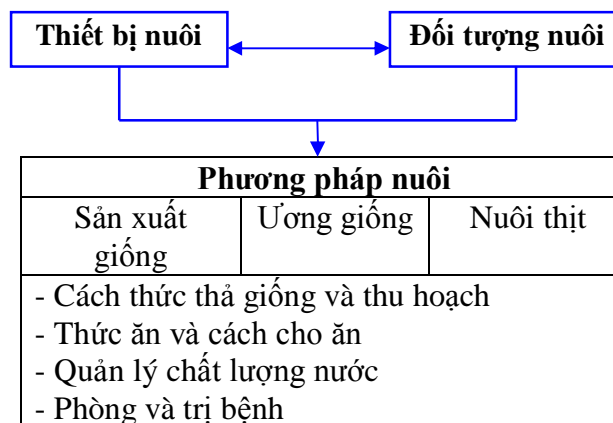 Thiết bị nuôi
Đối tượng nuôi
Phương pháp nuôi
Sản xuất
giống
Ương giống
Nuôi thịt
- Cách thức thả giống và thu hoạch
- Thức ăn và cách cho ăn
- Quản lý chất lượng nước
- Phòng và trị bệnh